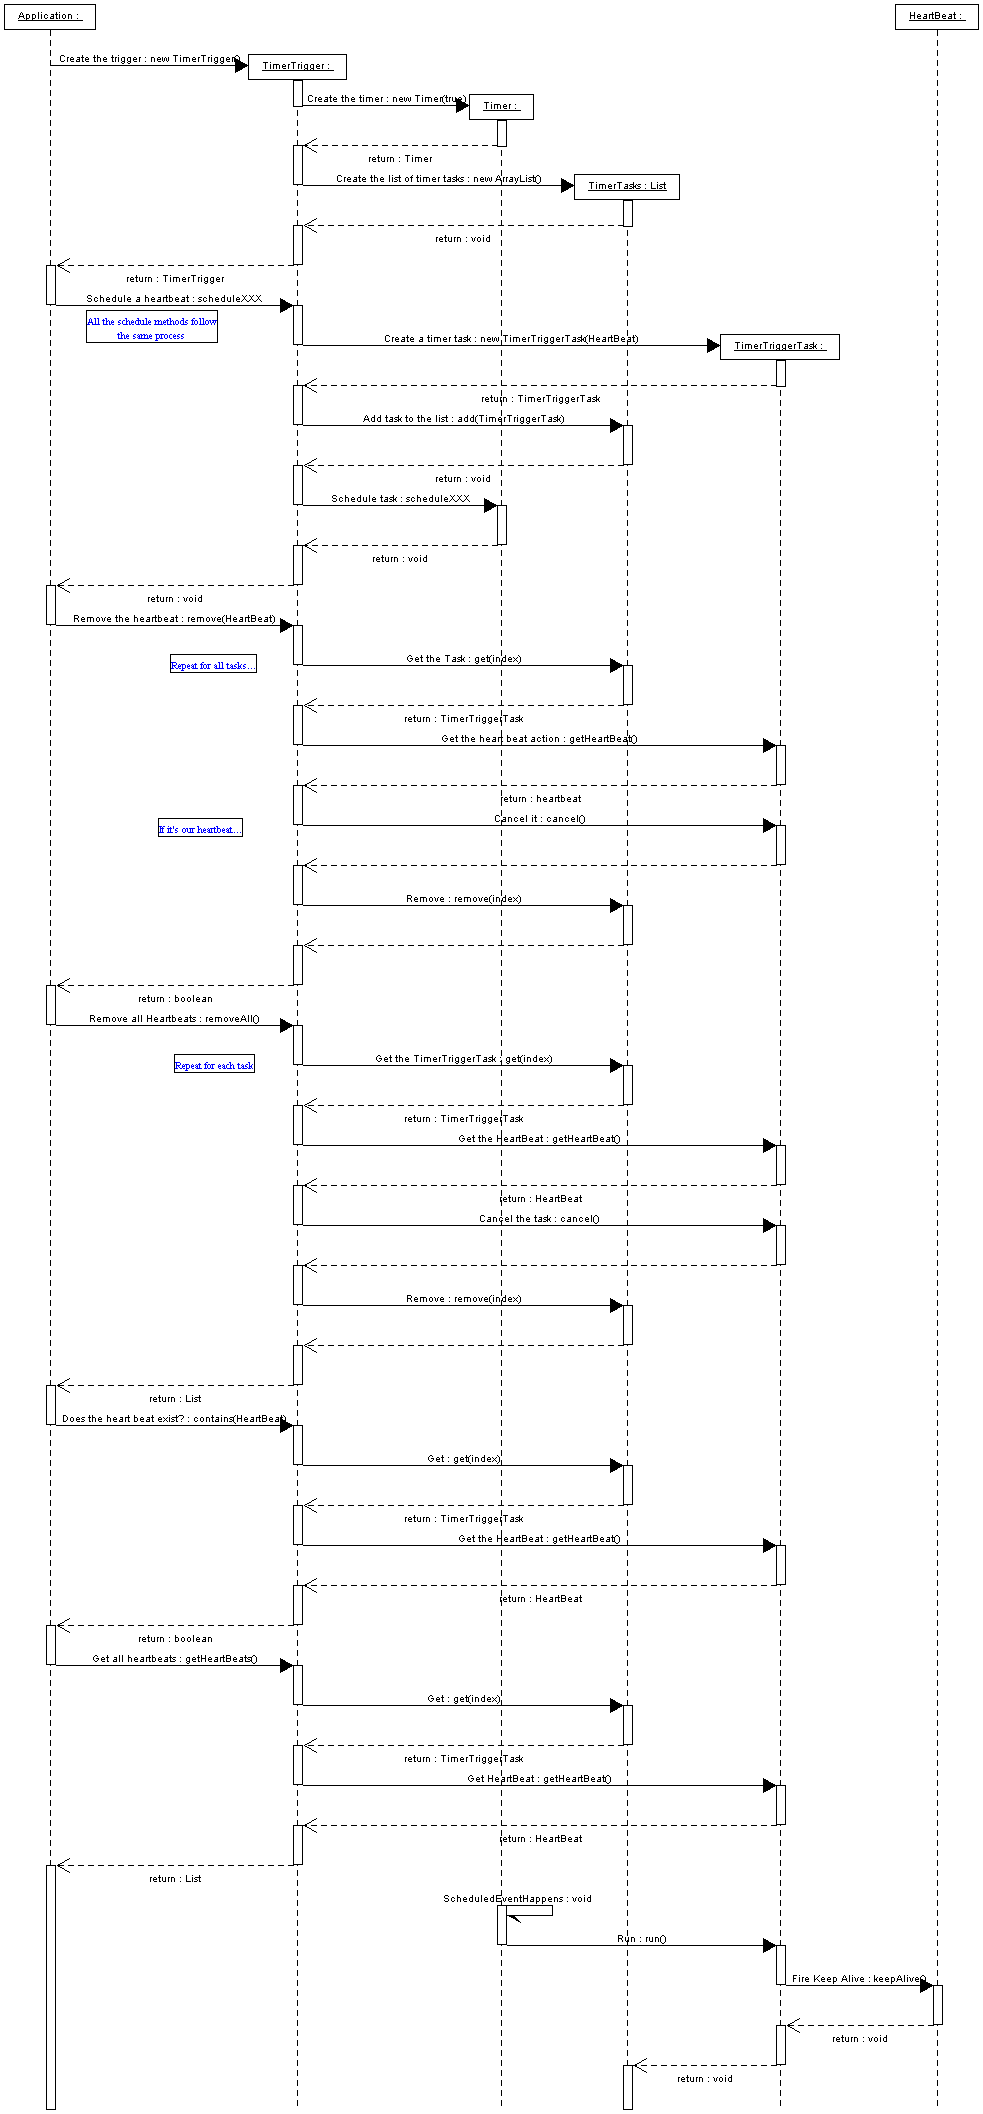 Application :
HeartBeat :
Create the trigger : new TimerTrigger()
TimerTrigger :
Create the timer : new Timer(true)
Timer :
return : Timer
Create the list of timer tasks : new ArrayList()
TimerTasks : List
return : void
return : TimerTrigger
Schedule a heartbeat : scheduleXXX
All the schedule methods follow
the same process
Create a timer task : new TimerTriggerTask(HeartBeat)
TimerTriggerTask :
return : TimerTriggerTask
Add task to the list : add(TimerTriggerTask)
return : void
Schedule task : scheduleXXX
return : void
return : void
Remove the heartbeat : remove(HeartBeat)
Repeat for all tasks...
Get the Task : get(index)
return : TimerTriggerTask
Get the heart beat action : getHeartBeat()
return : heartbeat
If it's our heartbeat...
Cancel it : cancel()
Remove : remove(index)
return : boolean
Remove all Heartbeats : removeAll()
Repeat for each task
Get the TimerTriggerTask : get(index)
return : TimerTriggerTask
Get the HeartBeat : getHeartBeat()
return : HeartBeat
Cancel the task : cancel()
Remove : remove(index)
return : List
Does the heart beat exist? : contains(HeartBeat)
Get : get(index)
return : TimerTriggerTask
Get the HeartBeat : getHeartBeat()
return : HeartBeat
return : boolean
Get all heartbeats : getHeartBeats()
Get : get(index)
return : TimerTriggerTask
Get HeartBeat : getHeartBeat()
return : HeartBeat
return : List
ScheduledEventHappens : void
Run : run()
Fire Keep Alive : keepAlive()
return : void
return : void